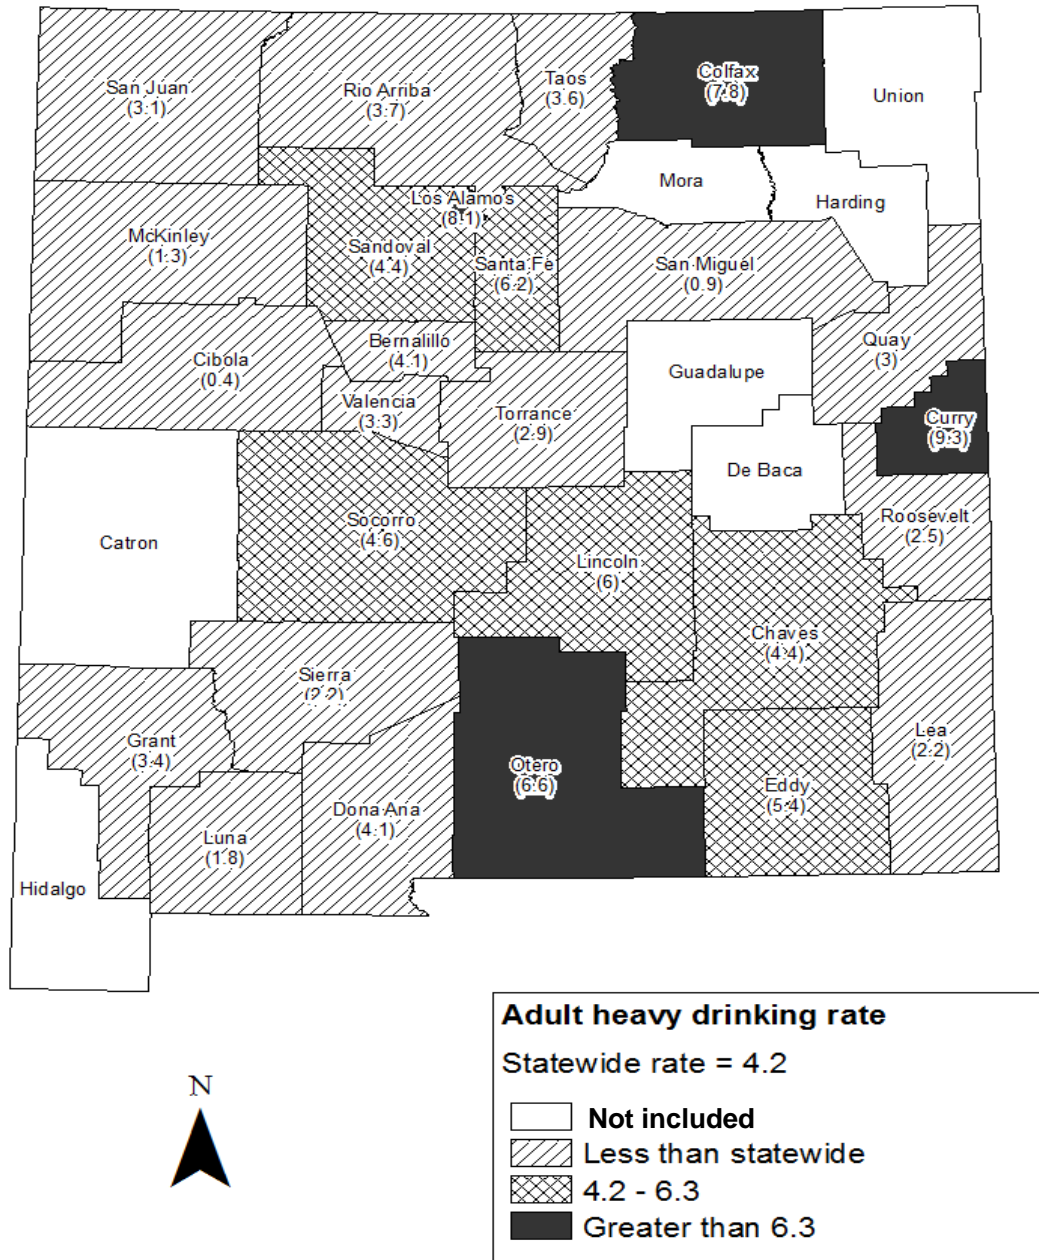 San Juan
(3.1)
Rio Arriba
(3.7)
Taos
(3.6)
Colfax
(7.8)
Union
Mora
Harding
Los Alamos
(8.1)
McKinley
(1.3)
Sandoval
(4.4)
Santa Fe
(6.2)
San Miguel
(0.9)
Cibola
(0.4)
Bernalillo
(4.1)
Quay
(3)
Guadalupe
Valencia
(3.3)
Torrance
(2.9)
Curry
(9.3)
De Baca
Catron
Socorro
(4.6)
Roosevelt
(2.5)
Lincoln
(6)
Chaves
(4.4)
Sierra
(2.2)
Grant
(3.4)
Otero
(6.6)
Lea
(2.2)
Eddy
(5.4)
Dona Ana
(4.1)
Luna
(1.8)
Hidalgo
Adult heavy drinking rate
Statewide rate = 4.2
Not included
Less than statewide
4.2 - 6.3
Greater than 6.3
N